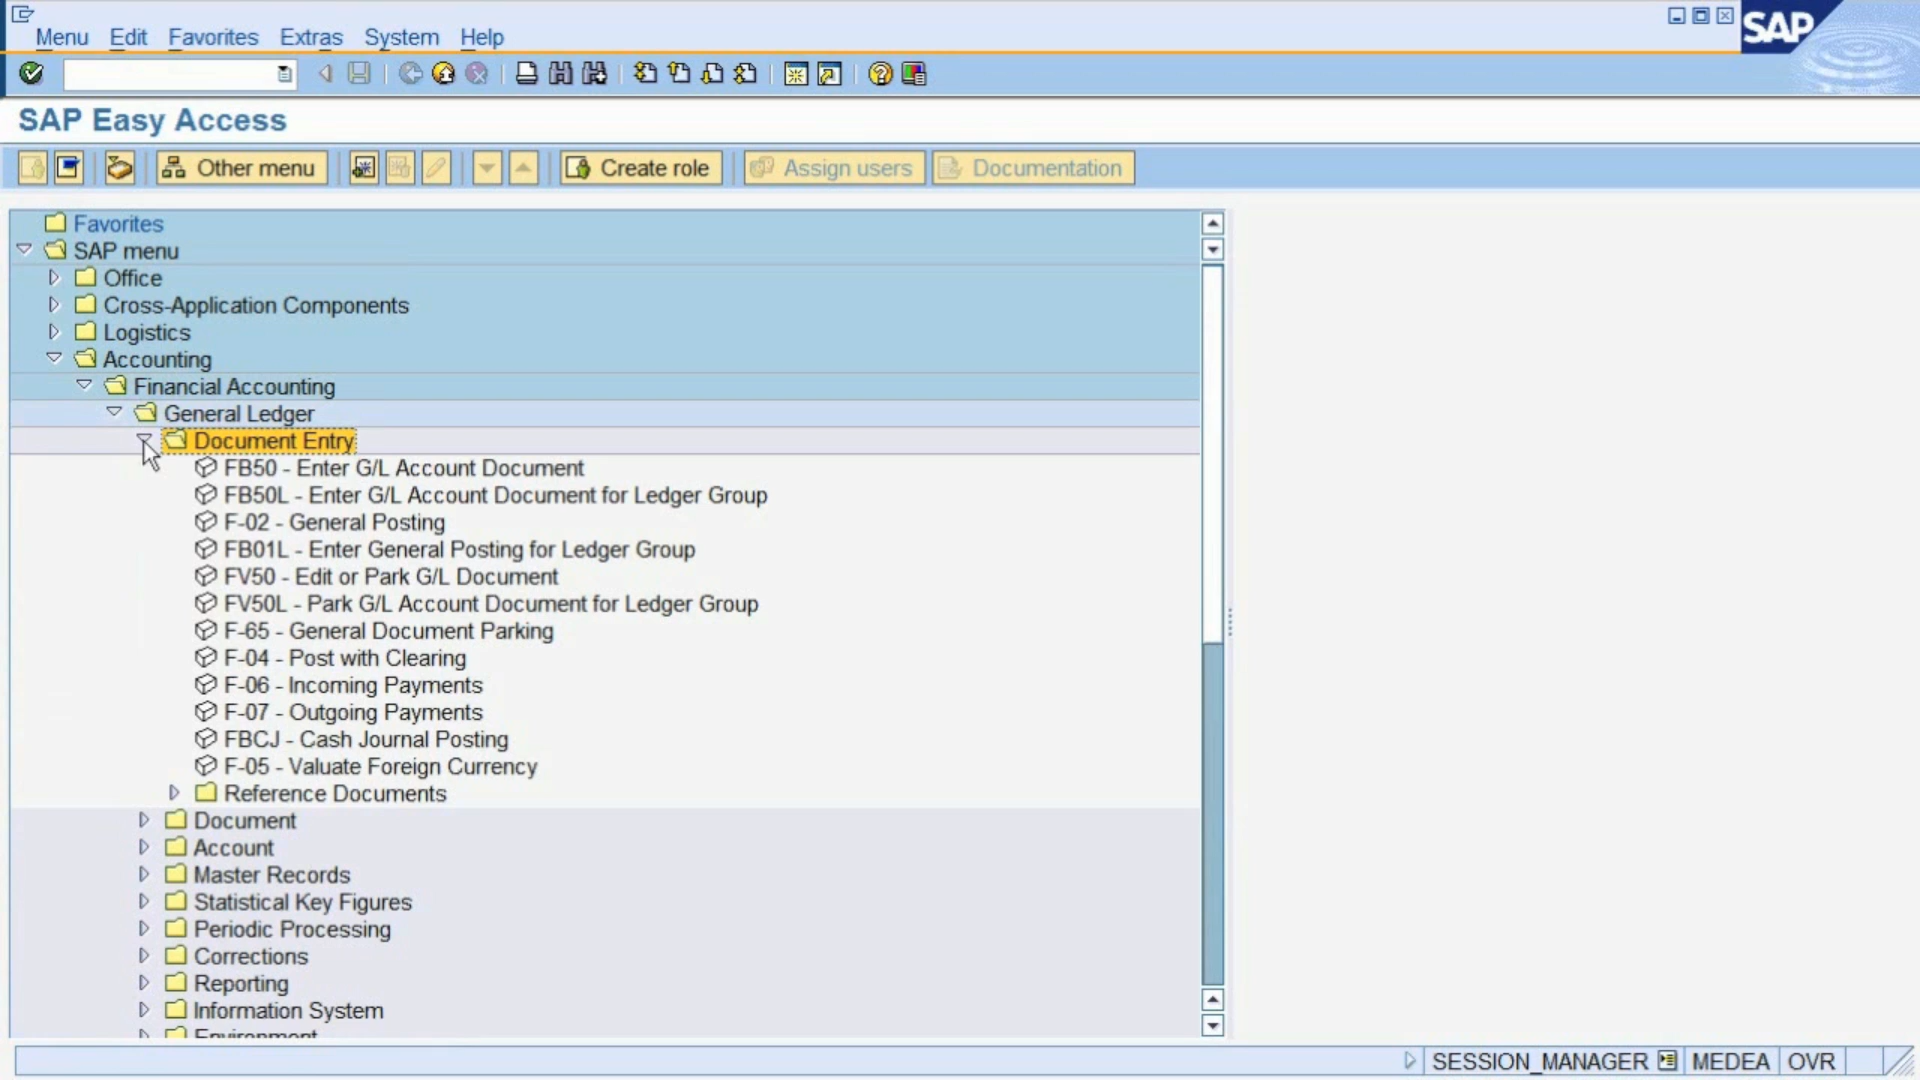 Menu Edit Favorites Extras System Help
SAP
SAP Easy Access
Other menu Create role Assign users Documentation
Favorites
SAP menu
Office
Cross-Application Components
Logistics
Accounting
Financial Accounting
General Ledger
Document Entry
FB50 - Enter G/L Account Document
FB50L - Enter G/L Account Document for Ledger Group
F-02 - General Posting
FB01L - Enter General Posting for Ledger Group
FV50 - Edit or Park G/L Document
FV50L - Park G/L Account Document for Ledger Group
F-65 - General Document Parking
F-04 - Post with Clearing
F-06 - Incoming Payments
F-07 - Outgoing Payments
FBCJ - Cash Journal Posting
F-05 - Valuate Foreign Currency
Reference Documents
Document
Account
Master Records
Statistical Key Figures
Periodic Processing
Corrections
Reporting
Information System
Environment
SESSION_MANAGER MEDEA OVR